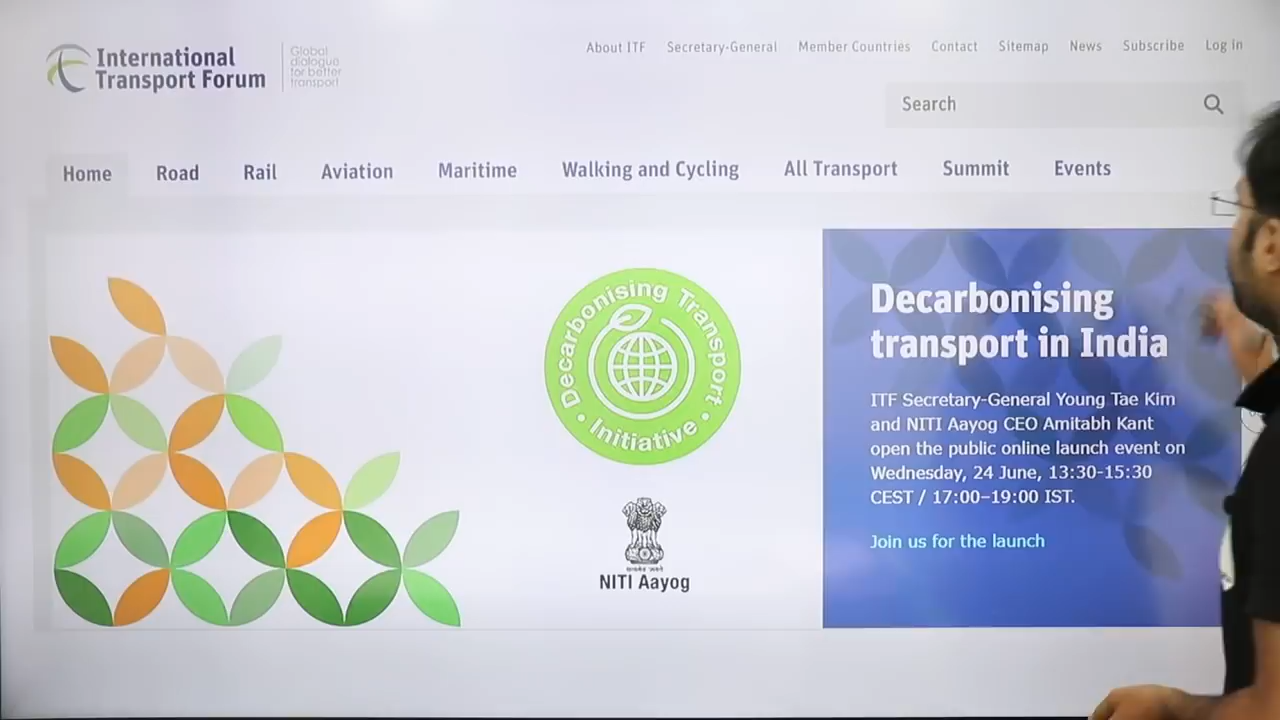 International
Transport Forum
Global
dialogue
for better
transport
About ITF Secretary-General Member Countries Contact Sitemap News Subscribe Log in
Search
Home Road Rail Aviation Maritime Walking and Cycling All Transport Summit Events
Decarbonising Transport
Initiative
NITI Aayog
Decarbonising
transport in India
ITF Secretary-General Young Tae Kim
and NITI Aayog CEO Amitabh Kant
open the public online launch event on
Wednesday, 24 June, 13:30-15:30
CEST / 17:00–19:00 IST.
Join us for the launch